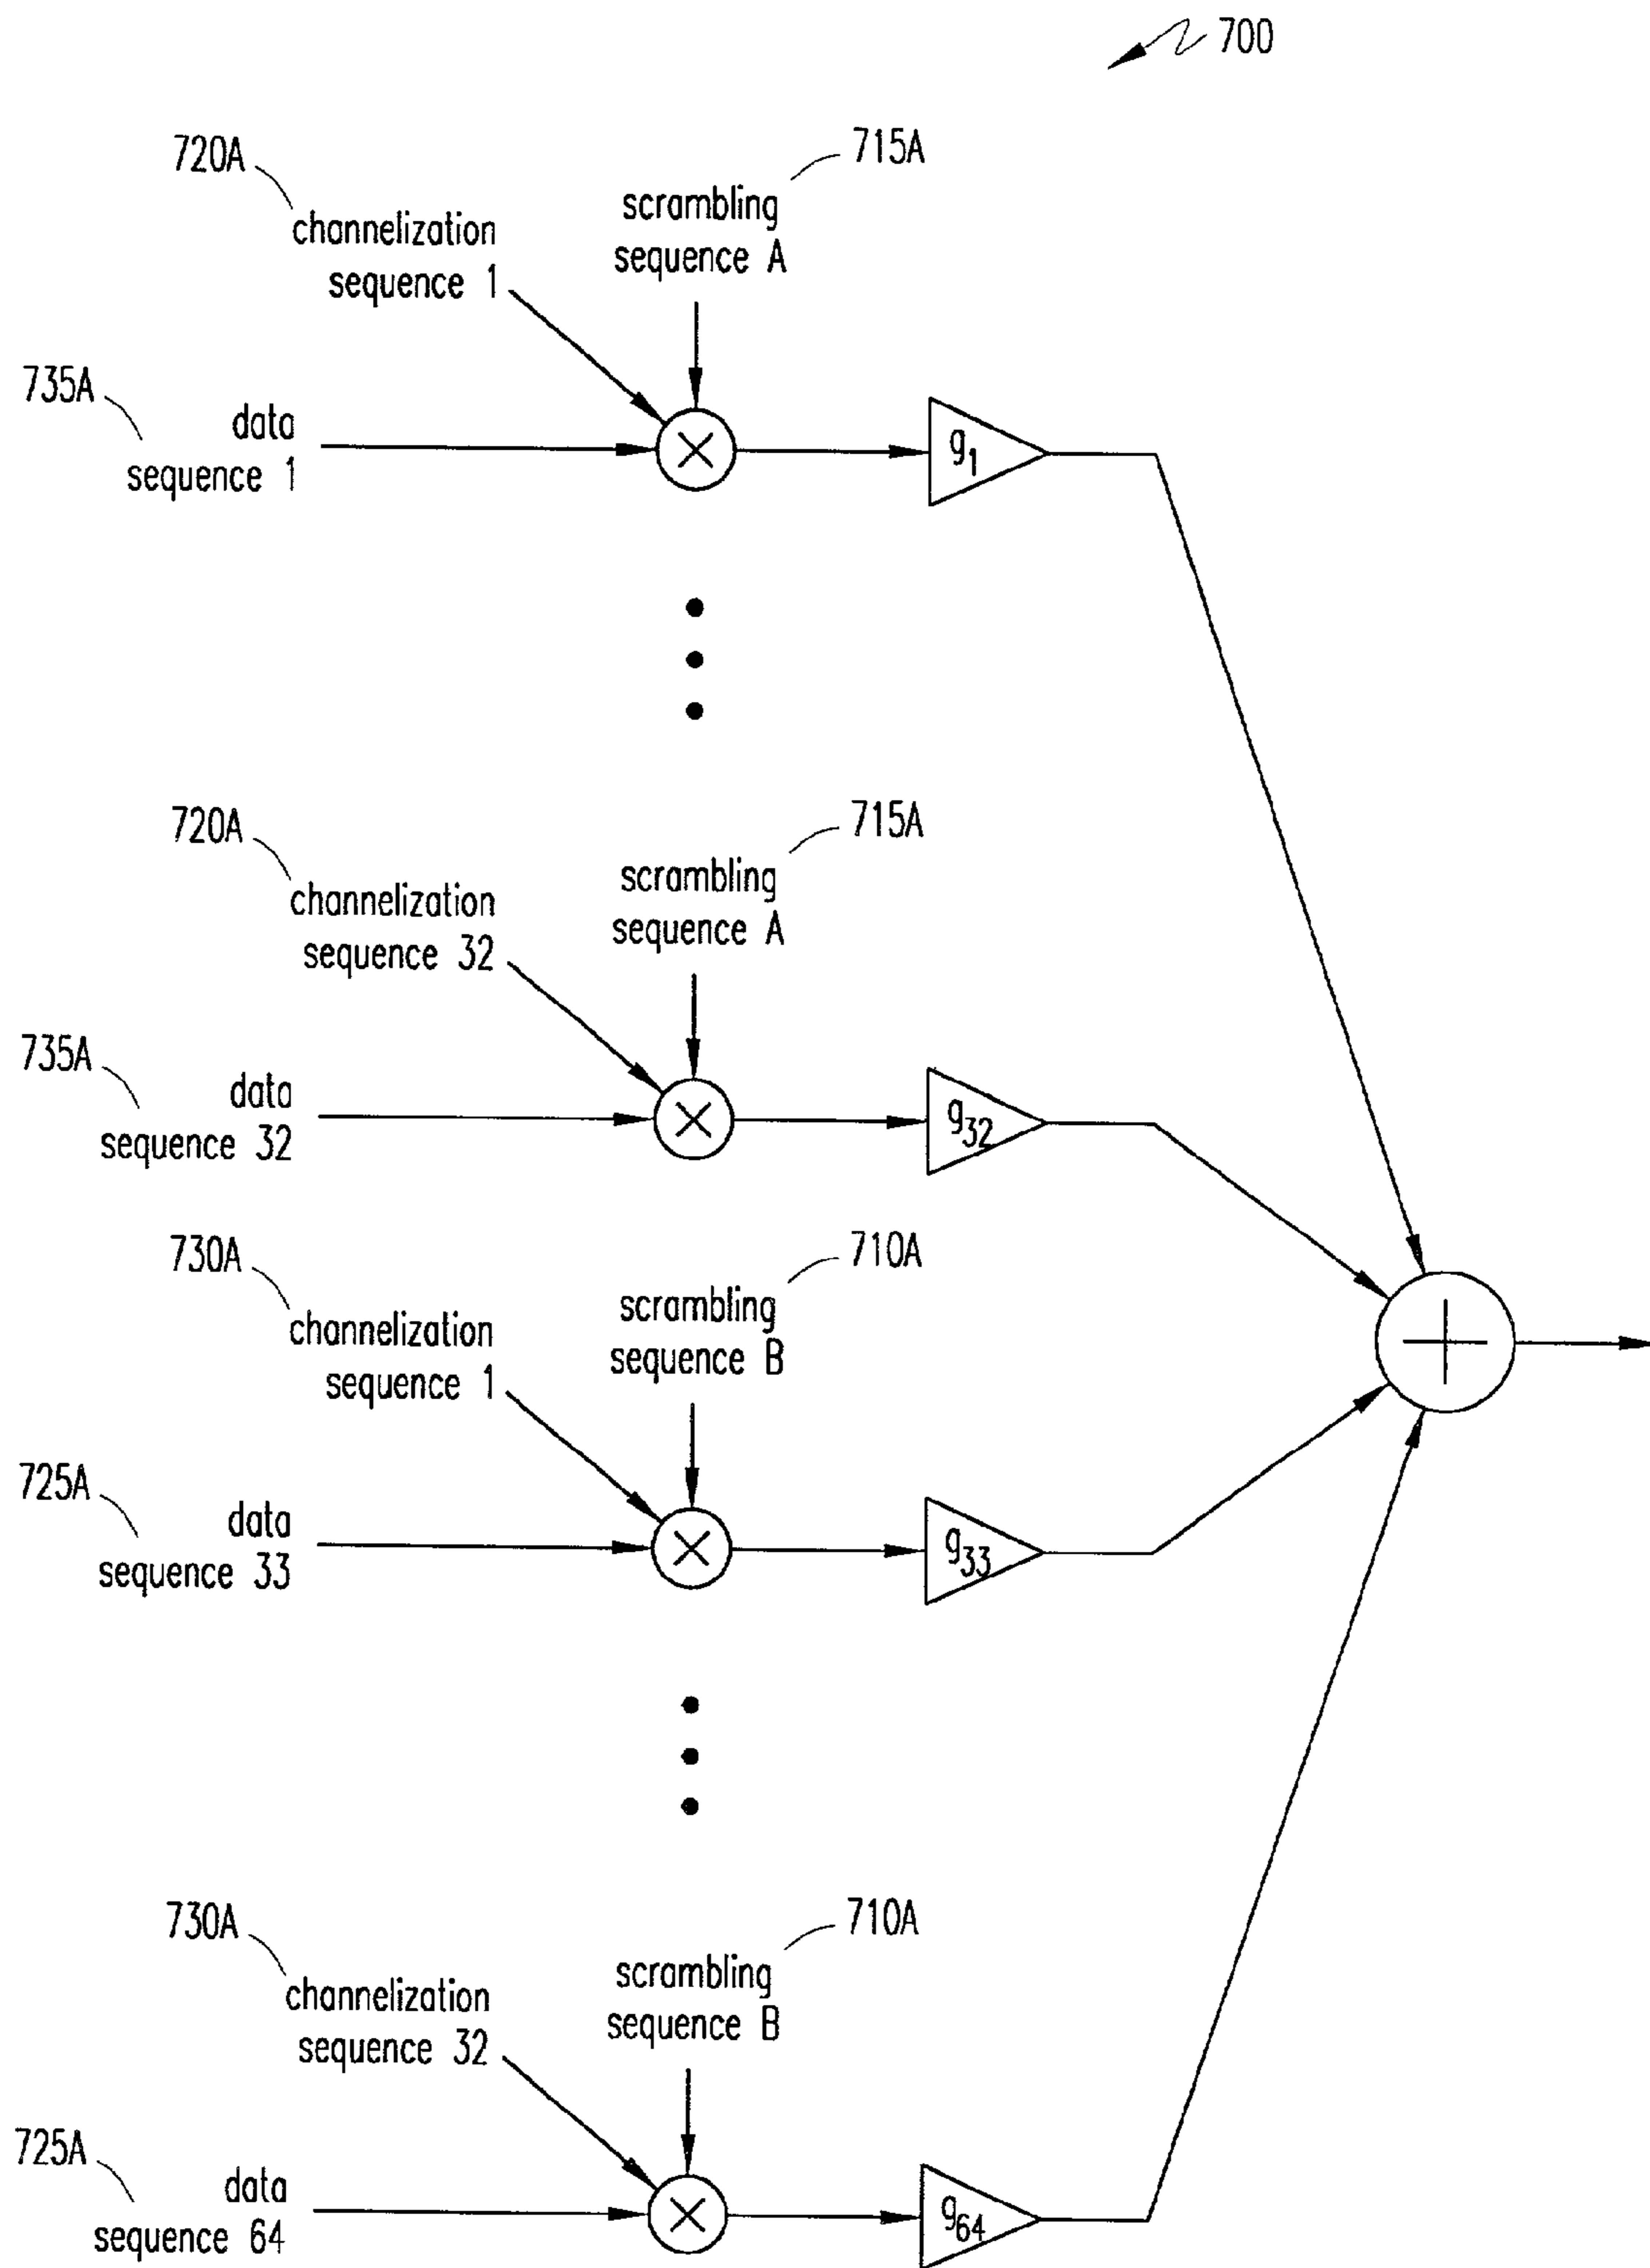 700
720A
715A
channelization
sequence 1
scrambling
sequence A
735A
data
sequence 1
g1
720A
715A
channelization
sequence 32
scrambling
sequence A
735A
data
sequence 32
g32
730A
710A
channelization
sequence 1
scrambling
sequence B
725A
data
sequence 33
g33
730A
710A
channelization
sequence 32
scrambling
sequence B
725A
data
sequence 64
g64